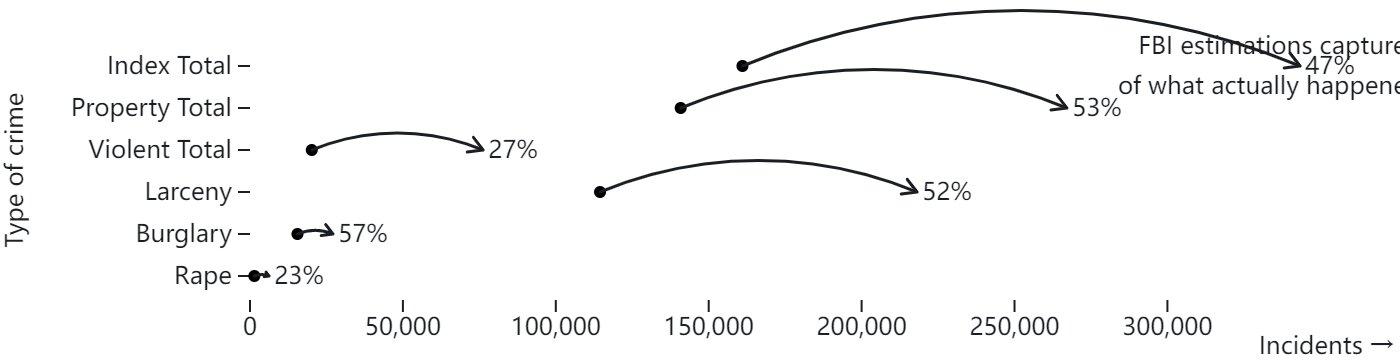 FBI estimations capture
Index Total
47%
of what actually happene
Property Total
53%
Violent Total
27%
Larceny
52%
Burglary
57%
Rape
23%
Type of crime
0
50,000
100,000
150,000
200,000
250,000
300,000
Incidents →